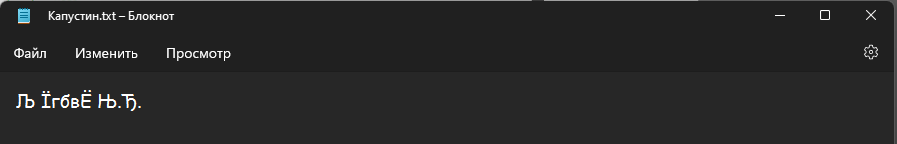 Капустин.txt – Блокнот
Файл Изменить Просмотр
Љ ЇгбвЁ Њ.Ђ.